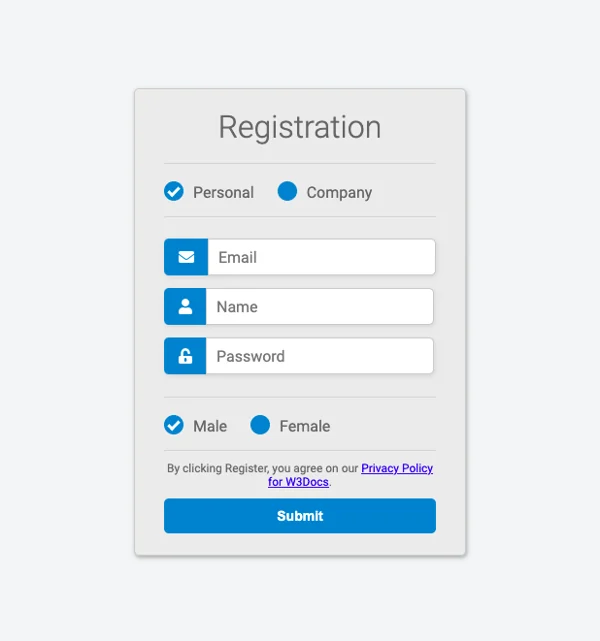 Registration
Personal Company
Email
Name
Password
Male Female
By clicking Register, you agree on our Privacy Policy
for W3Docs.
Submit